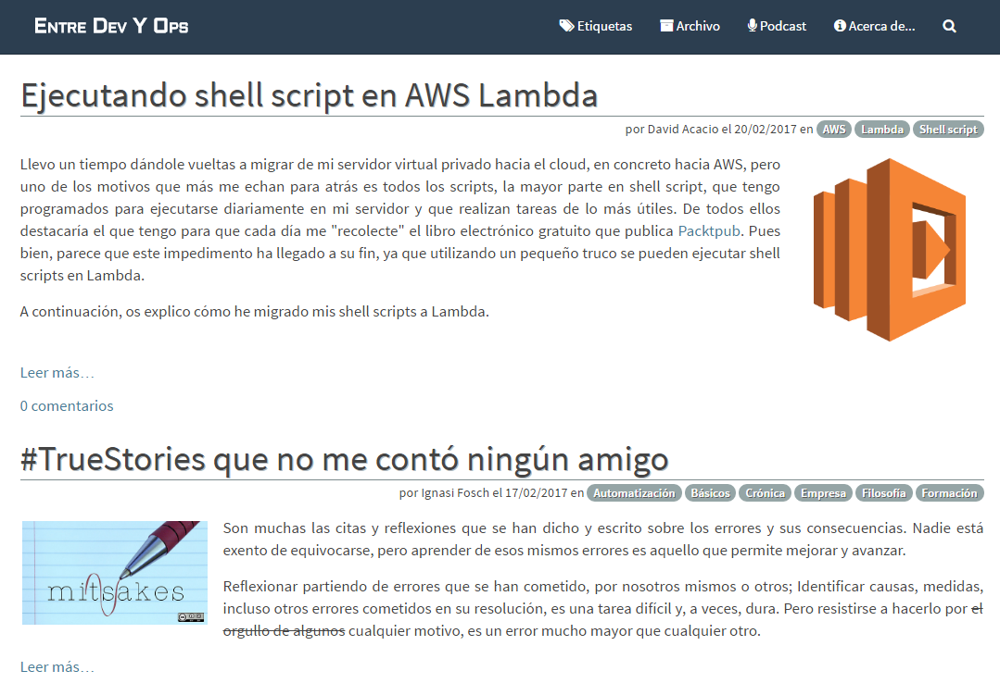 Entre Dev Y Ops
Etiquetas Archivo Podcast Acerca de...
Ejecutando shell script en AWS Lambda
por David Acacio el 20/02/2017 en AWS Lambda Shell script
Llevo un tiempo dándole vueltas a migrar de mi servidor virtual privado hacia el cloud, en concreto hacia AWS, pero
uno de los motivos que más me echan para atrás es todos los scripts, la mayor parte en shell script, que tengo
programados para ejecutarse diariamente en mi servidor y que realizan tareas de lo más útiles. De todos ellos
destacaría el que tengo para que cada día me "recolecte" el libro electrónico gratuito que publica Packtpub. Pues
bien, parece que este impedimento ha llegado a su fin, ya que utilizando un pequeño truco se pueden ejecutar shell
scripts en Lambda.
A continuación, os explico cómo he migrado mis shell scripts a Lambda.
Leer más…
0 comentarios
#TrueStories que no me contó ningún amigo
por Ignasi Fosch el 17/02/2017 en Automatización Básicos Crónica Empresa Filosofía Formación
mitsakes
Son muchas las citas y reflexiones que se han dicho y escrito sobre los errores y sus consecuencias. Nadie está
exento de equivocarse, pero aprender de esos mismos errores es aquello que permite mejorar y avanzar.
Reflexionar partiendo de errores que se han cometido, por nosotros mismos o otros; Identificar causas, medidas,
incluso otros errores cometidos en su resolución, es una tarea difícil y, a veces, dura. Pero resistirse a hacerlo por el
orgullo de algunos cualquier motivo, es un error mucho mayor que cualquier otro.
Leer más…